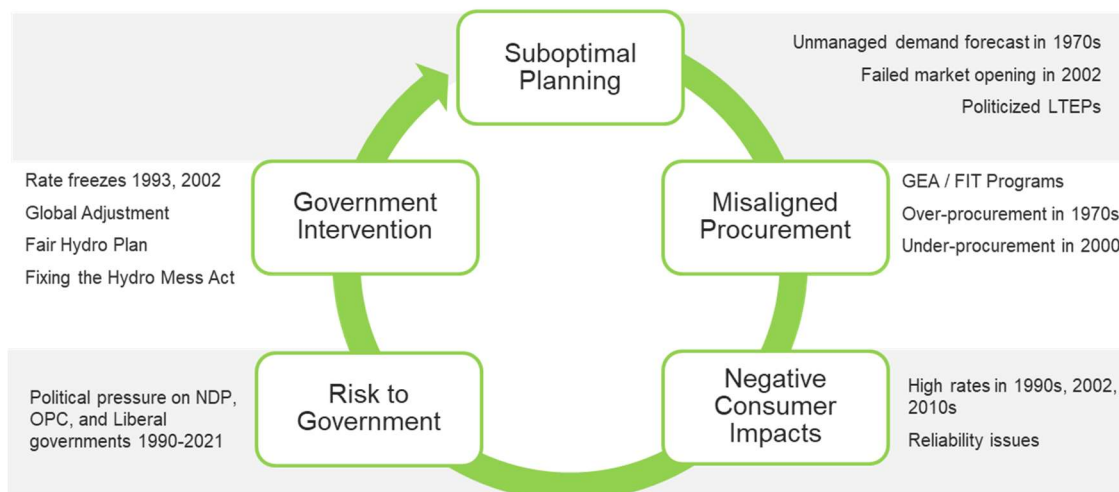 Suboptimal
Planning
Unmanaged demand forecast in 1970s
Failed market opening in 2002
Politicized LTEPs
Misaligned
Procurement
GEA / FIT Programs
Over-procurement in 1970s
Under-procurement in 2000
Negative
Consumer
Impacts
High rates in 1990s, 2002,
2010s
Reliability issues
Risk to
Government
Political pressure on NDP,
OPC, and Liberal
governments 1990-2021
Government
Intervention
Rate freezes 1993, 2002
Global Adjustment
Fair Hydro Plan
Fixing the Hydro Mess Act